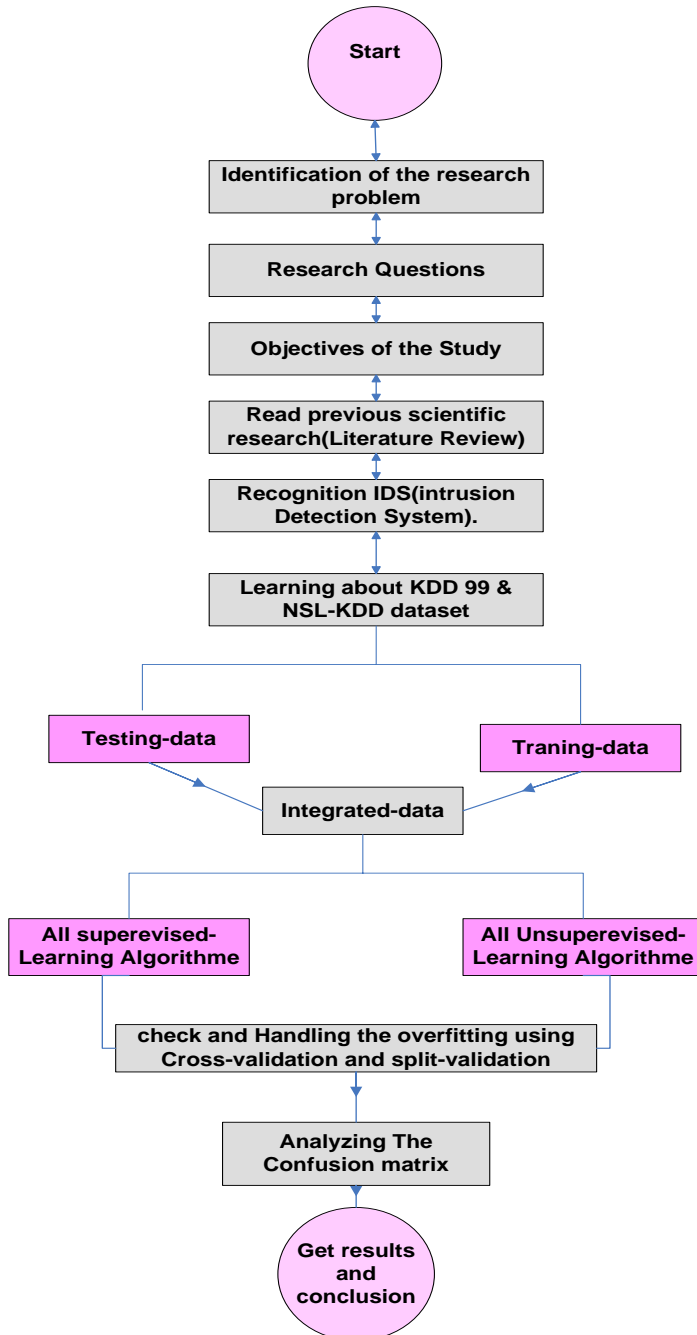 Start
Identification of the research
problem
Research Questions
Objectives of the Study
Read previous scientific
research(Literature Review)
Recognition IDS(intrusion
Detection System).
Learning about KDD 99 &
NSL-KDD dataset
Testing-data
Traning-data
Integrated-data
All superevised-
Learning Algorithme
All Unsuperevised-
Learning Algorithme
check and Handling the overfitting using
Cross-validation and split-validation
Analyzing The
Confusion matrix
Get results
and
conclusion